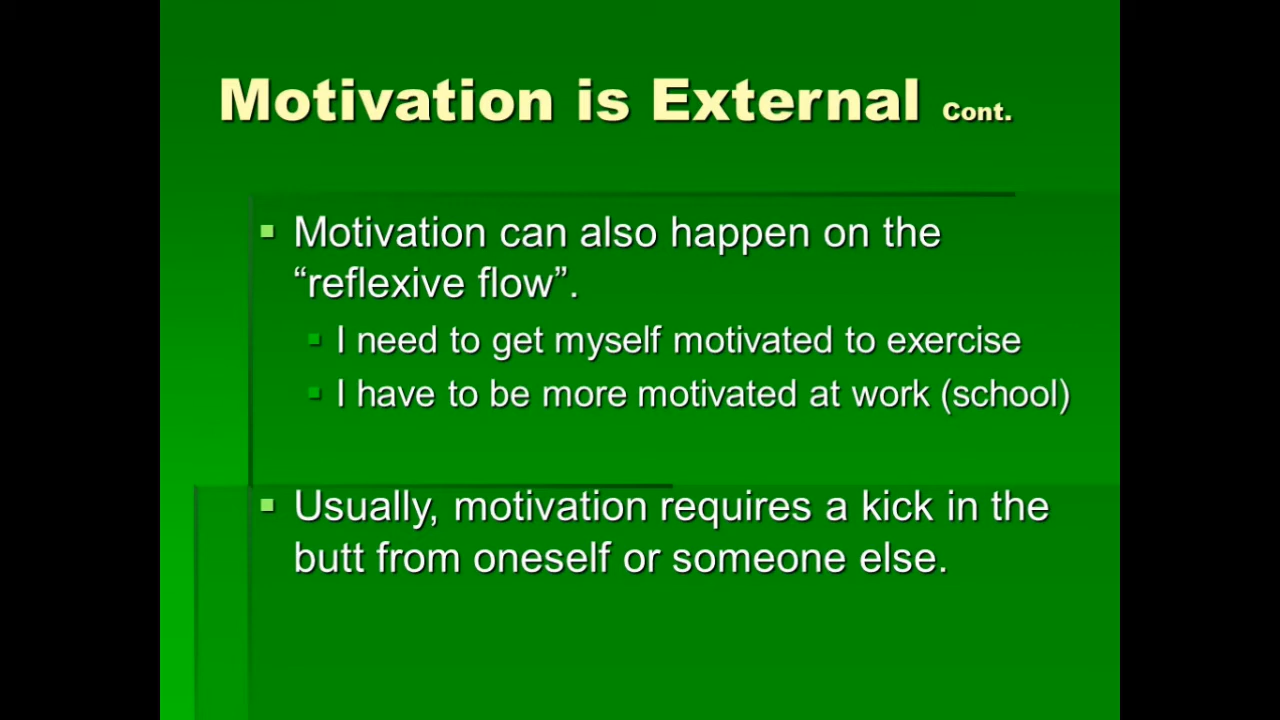 Motivation is External Cont.
Motivation can also happen on the
“reflexive flow”.
I need to get myself motivated to exercise
I have to be more motivated at work (school)
Usually, motivation requires a kick in the
butt from oneself or someone else.